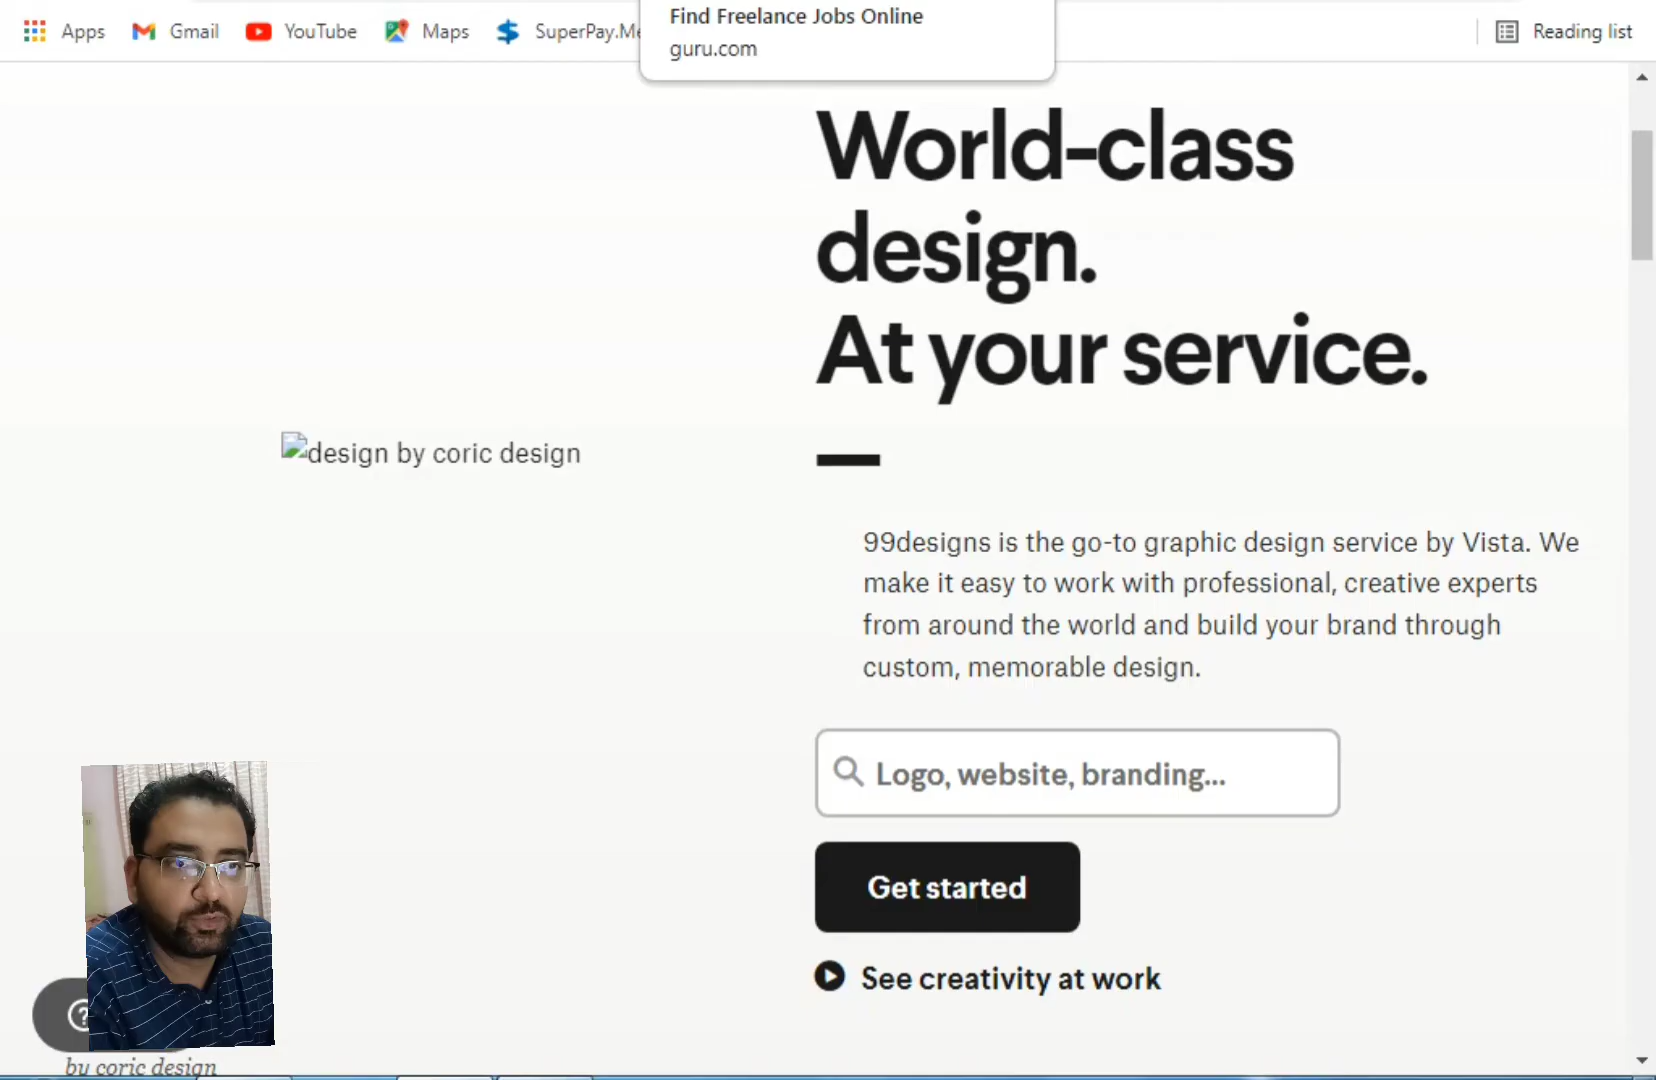 Apps Gmail YouTube Maps SuperPay.Me
Find Freelance Jobs Online
guru.com
Reading list
World-class
design.
At your service.
design by coric design
99designs is the go-to graphic design service by Vista. We
make it easy to work with professional, creative experts
from around the world and build your brand through
custom, memorable design.
Logo, website, branding...
Get started
See creativity at work
?
by coric design